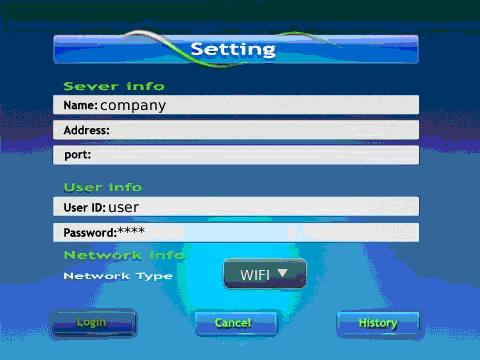 Setting
Sever info
Name: company
Address:
port:
User info
User ID: user
Password: ****
Network Info
Network Type WIFI
Login Cancel History